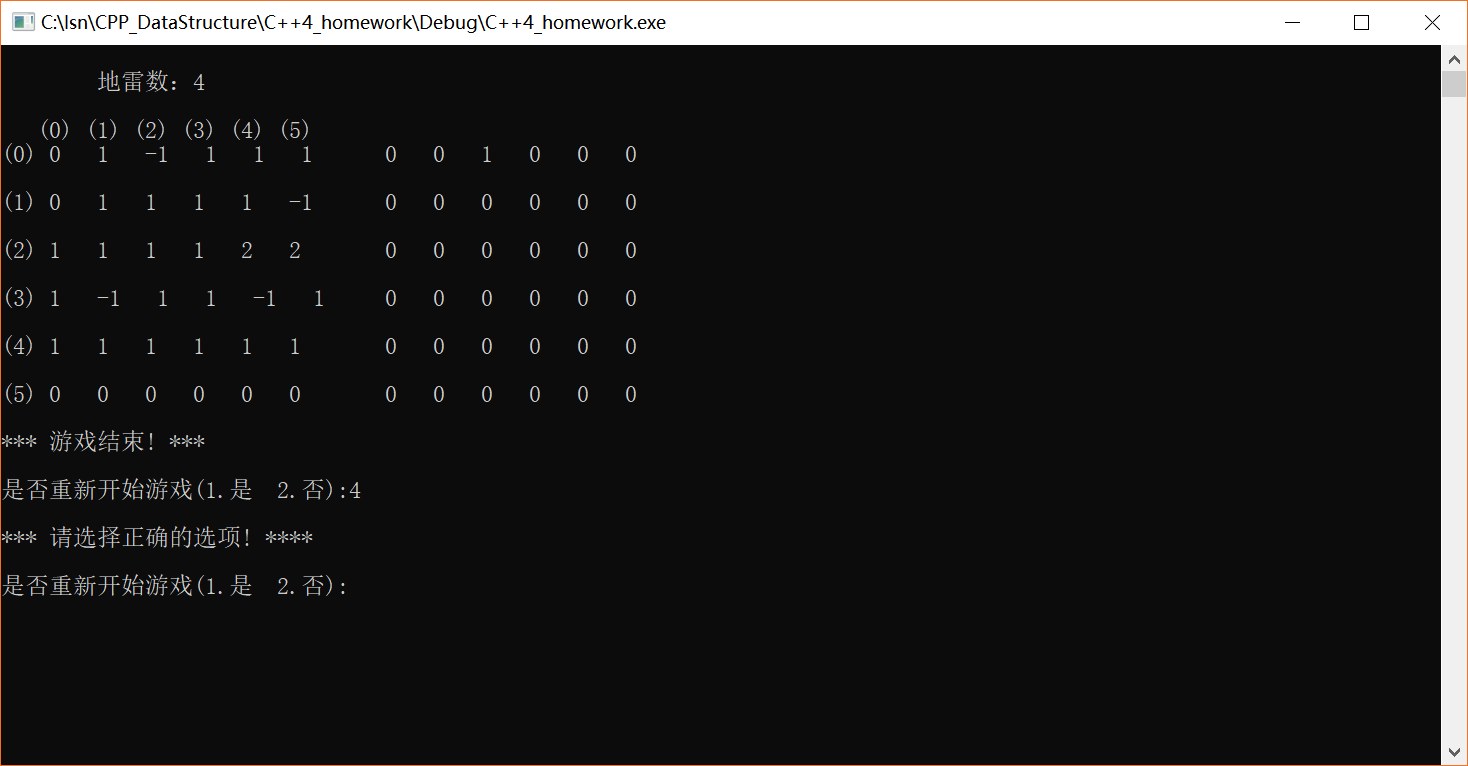 C:\lsn\CPP_DataStructure\C++4_homework\Debug\C++4_homework.exe
地雷数：4
(0) (1) (2) (3) (4) (5)
(0) 0 1 -1 1 1 1 0 0 1 0 0 0
(1) 0 1 1 1 1 -1 0 0 0 0 0 0
(2) 1 1 1 1 2 2 0 0 0 0 0 0
(3) 1 -1 1 1 -1 1 0 0 0 0 0 0
(4) 1 1 1 1 1 1 0 0 0 0 0 0
(5) 0 0 0 0 0 0 0 0 0 0 0 0
*** 游戏结束! ***
是否重新开始游戏(1.是 2.否):4
*** 请选择正确的选项! ****
是否重新开始游戏(1.是 2.否):